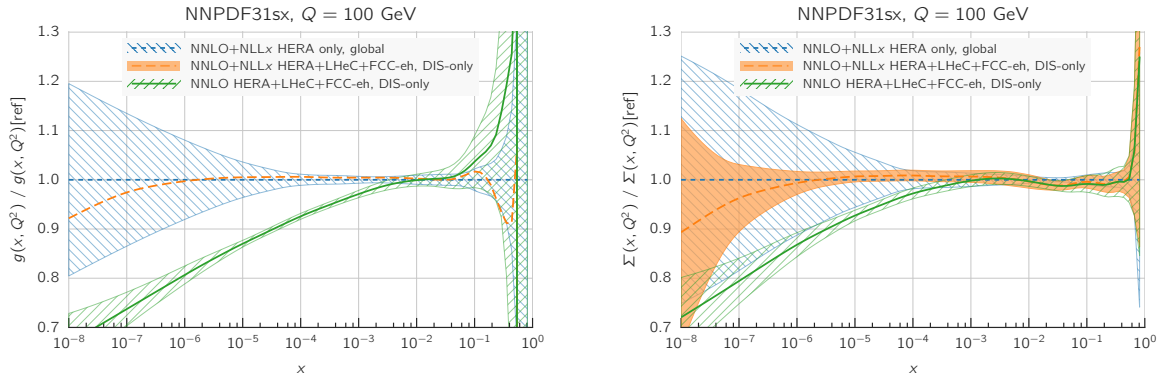 NNPDF31sx, Q = 100 GeV
NNLO+NLLx HERA only, global
NNLO+NLLx HERA+LHeC+FCC-eh, DIS-only
NNLO HERA+LHeC+FCC-eh, DIS-only
g(x, Q²) / g(x, Q²)[ref]
1.3
1.2
1.1
1.0
0.9
0.8
0.7
10⁻⁸ 10⁻⁷ 10⁻⁶ 10⁻⁵ 10⁻⁴ 10⁻³ 10⁻² 10⁻¹ 10⁰
x
NNPDF31sx, Q = 100 GeV
NNLO+NLLx HERA only, global
NNLO+NLLx HERA+LHeC+FCC-eh, DIS-only
NNLO HERA+LHeC+FCC-eh, DIS-only
Σ(x, Q²) / Σ(x, Q²)[ref]
1.3
1.2
1.1
1.0
0.9
0.8
0.7
10⁻⁸ 10⁻⁷ 10⁻⁶ 10⁻⁵ 10⁻⁴ 10⁻³ 10⁻² 10⁻¹ 10⁰
x